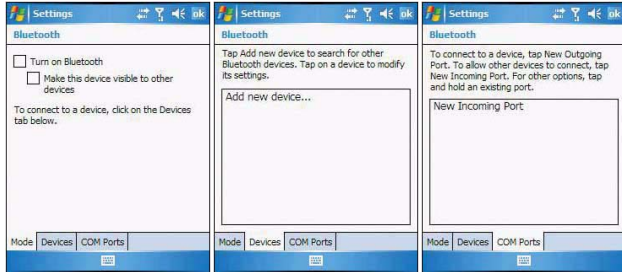 Settings
ok
Bluetooth
Turn on Bluetooth
Make this device visible to other
devices
To connect to a device, click on the Devices
tab below.
Mode Devices COM Ports
Settings
ok
Bluetooth
Tap Add new device to search for other
Bluetooth devices. Tap on a device to modify
its settings.
Add new device...
Mode Devices COM Ports
Settings
ok
Bluetooth
To connect to a device, tap New Outgoing
Port. To allow other devices to connect, tap
New Incoming Port. For other options, tap
and hold an existing port.
New Incoming Port
Mode Devices COM Ports